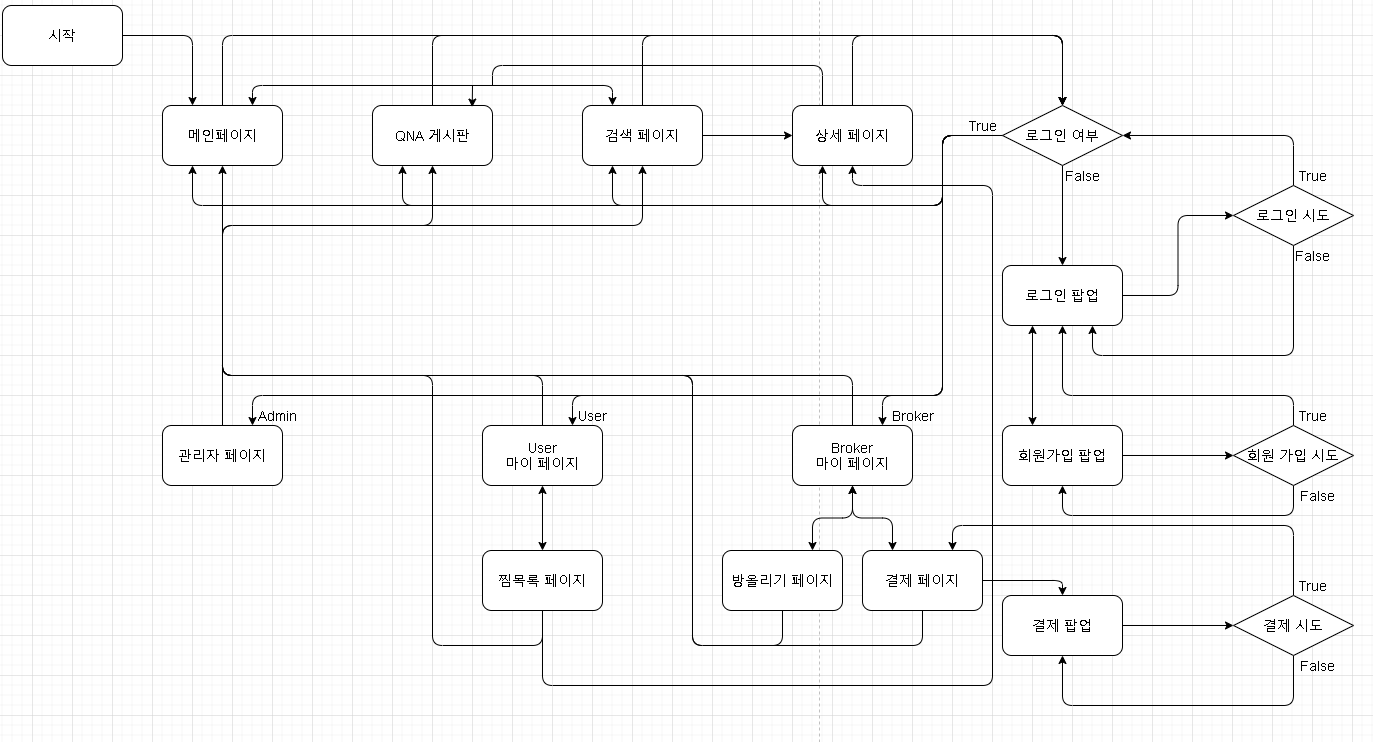 시작
메인페이지
QNA 게시판
검색 페이지
상세 페이지
True
로그인 여부
False
True
로그인 시도
False
로그인 팝업
Admin
User
Broker
True
관리자 페이지
User
마이 페이지
Broker
마이 페이지
회원가입 팝업
회원 가입 시도
False
찜목록 페이지
방올리기 페이지
결제 페이지
True
결제 팝업
결제 시도
False